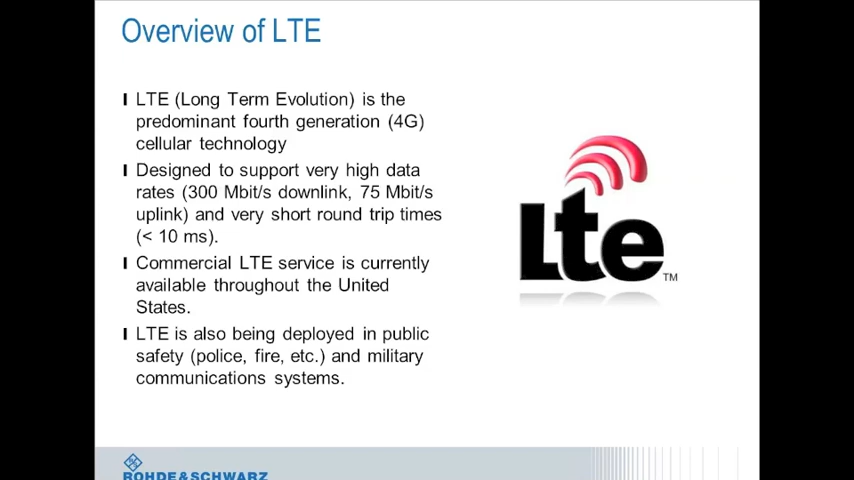 Overview of LTE
LTE (Long Term Evolution) is the
predominant fourth generation (4G)
cellular technology
Designed to support very high data
rates (300 Mbit/s downlink, 75 Mbit/s
uplink) and very short round trip times
(< 10 ms).
Commercial LTE service is currently
available throughout the United
States.
LTE is also being deployed in public
safety (police, fire, etc.) and military
communications systems.
Lte TM
ROHDE&SCHWARZ